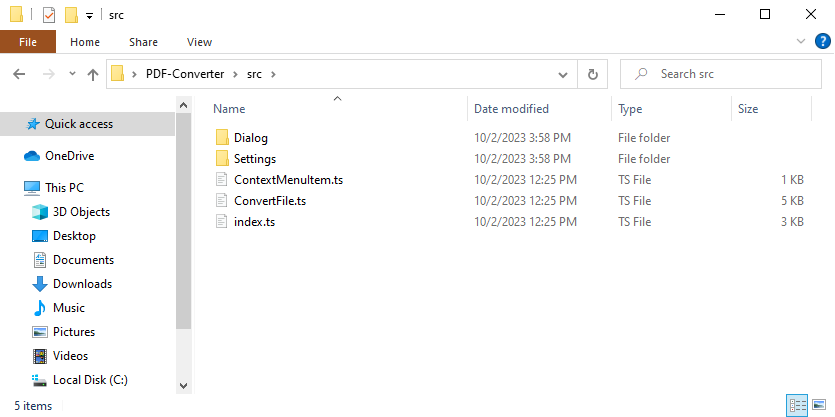 src
File Home Share View
PDF-Converter src
Search src
Name Date modified Type Size
Quick access
OneDrive
This PC
3D Objects
Desktop
Documents
Downloads
Music
Pictures
Videos
Local Disk (C:)
Dialog 10/2/2023 3:58 PM File folder
Settings 10/2/2023 3:58 PM File folder
ContextMenuItem.ts 10/2/2023 12:25 PM TS File 1 KB
ConvertFile.ts 10/2/2023 12:25 PM TS File 5 KB
index.ts 10/2/2023 12:25 PM TS File 3 KB
5 items